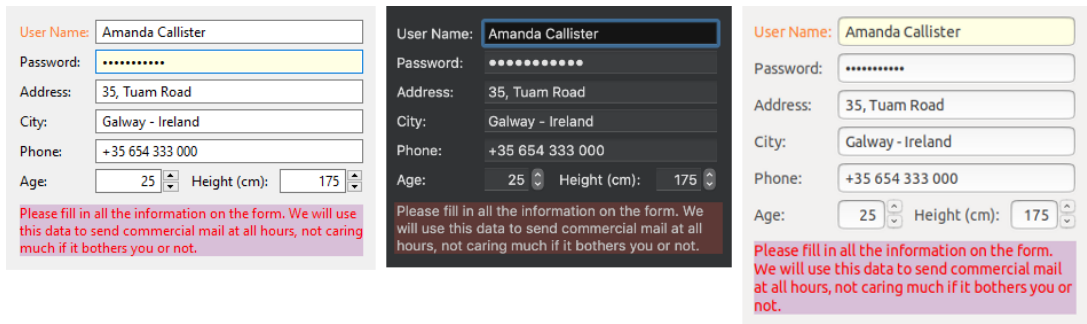 User Name: Amanda Callister
Password: •••••••••••
Address: 35, Tuam Road
City: Galway - Ireland
Phone: +35 654 333 000
Age: 25 Height (cm): 175
Please fill in all the information on the form. We will use
this data to send commercial mail at all hours, not caring
much if it bothers you or not.
User Name: Amanda Callister
Password: •••••••••••
Address: 35, Tuam Road
City: Galway - Ireland
Phone: +35 654 333 000
Age: 25 Height (cm): 175
Please fill in all the information on the form. We
will use this data to send commercial mail at all
hours, not caring much if it bothers you or not.
User Name: Amanda Callister
Password: •••••••••••
Address: 35, Tuam Road
City: Galway - Ireland
Phone: +35 654 333 000
Age: 25 Height (cm): 175
Please fill in all the information on the form.
We will use this data to send commercial mail
at all hours, not caring much if it bothers you or
not.